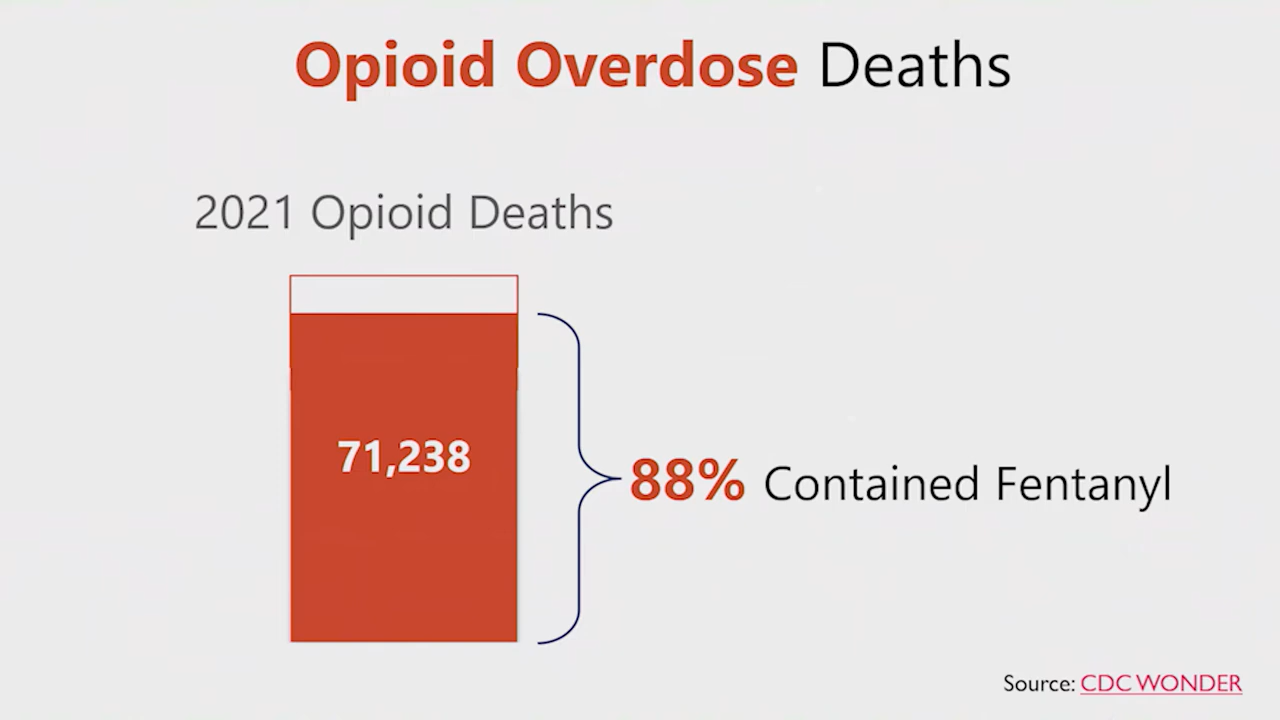 Opioid Overdose Deaths
2021 Opioid Deaths
71,238
88% Contained Fentanyl
Source: CDC WONDER